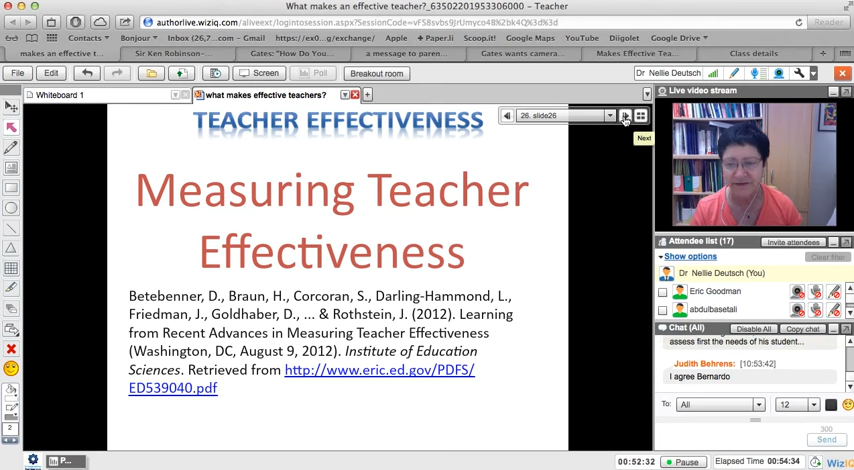 What makes an effective teacher?_63502201953306000 - Teacher
authorlive.wiziq.com/aliveext/logintosession.aspx?SessionCode=vFS8svbs9JrUmyco48%2bk4Q%3d%3d
Reader
Contacts Bonjour Inbox (26,7...om - Gmail https://ex0...g/exchange/ Apple W+ Paper.Li Scoop.it! Google Maps YouTube Diigolet Google Drive
makes an effective t... Sir Ken Robinson- Gates: "How Do You... a message to paren... Gates wants camera... Makes Effective Tea... Class details
File Edit Screen Poll Breakout room Dr Nellie Deutsch
Whiteboard 1 what makes effective teachers?
Live video stream
26. slide26
Next
TEACHER EFFECTIVENESS
Measuring Teacher
Effectiveness
Betebenner, D., Braun, H., Corcoran, S., Darling-Hammond, L.,
Friedman, J., Goldhaber, D., ... & Rothstein, J. (2012). Learning
from Recent Advances in Measuring Teacher Effectiveness
(Washington, DC, August 9, 2012). Institute of Education
Sciences. Retrieved from http://www.eric.ed.gov/PDFS/
ED539040.pdf
Attendee list (17) Invite attendees
Show options Clear filter
Dr Nellie Deutsch (You)
Eric Goodman
abdulbasetali
Chat (All) Disable All Copy chat
assess first the needs of his student...
Judith Behrens: [10:53:42]
I agree Bernardo
To: All 12
300
Send
2
P...
00:52:32 Pause Elapsed Time 00:54:34 WizIQ